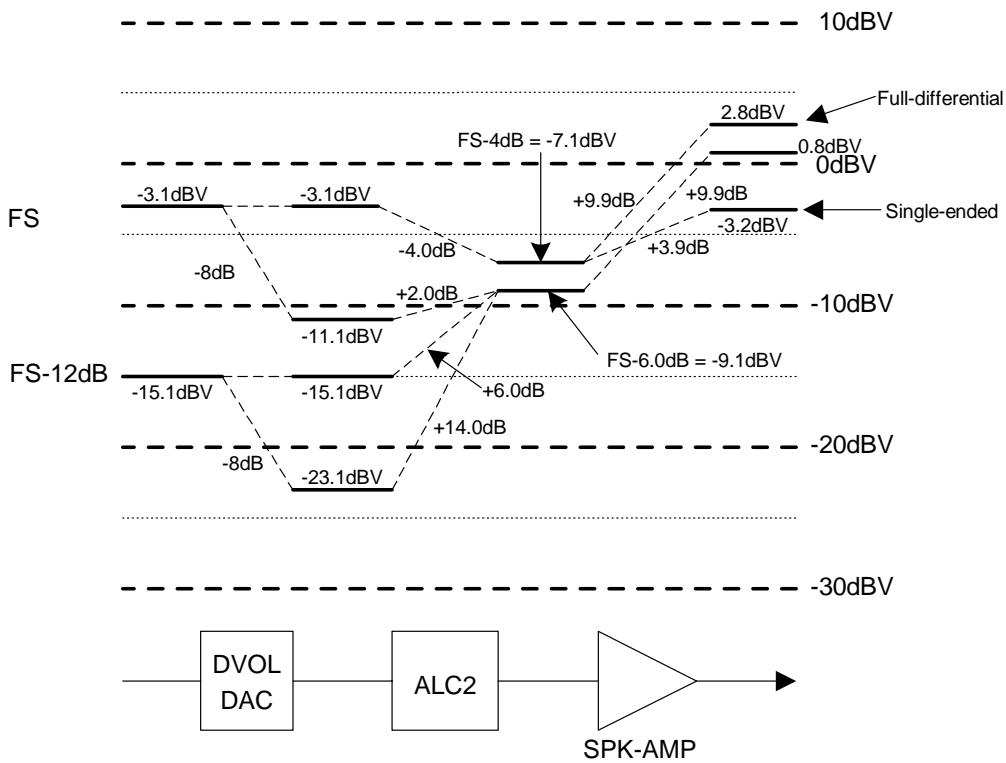 10dBV
Full-differential
2.8dBV
FS-4dB = -7.1dBV
0.8dBV
0dBV
-3.1dBV
-3.1dBV
+9.9dB
+9.9dB
FS
Single-ended
-3.2dBV
-4.0dB
+3.9dB
-8dB
+2.0dB
-10dBV
-11.1dBV
FS-6.0dB = -9.1dBV
FS-12dB
-15.1dBV
-15.1dBV
+6.0dB
+14.0dB
-20dBV
-8dB
-23.1dBV
-30dBV
DVOL
DAC
ALC2
SPK-AMP